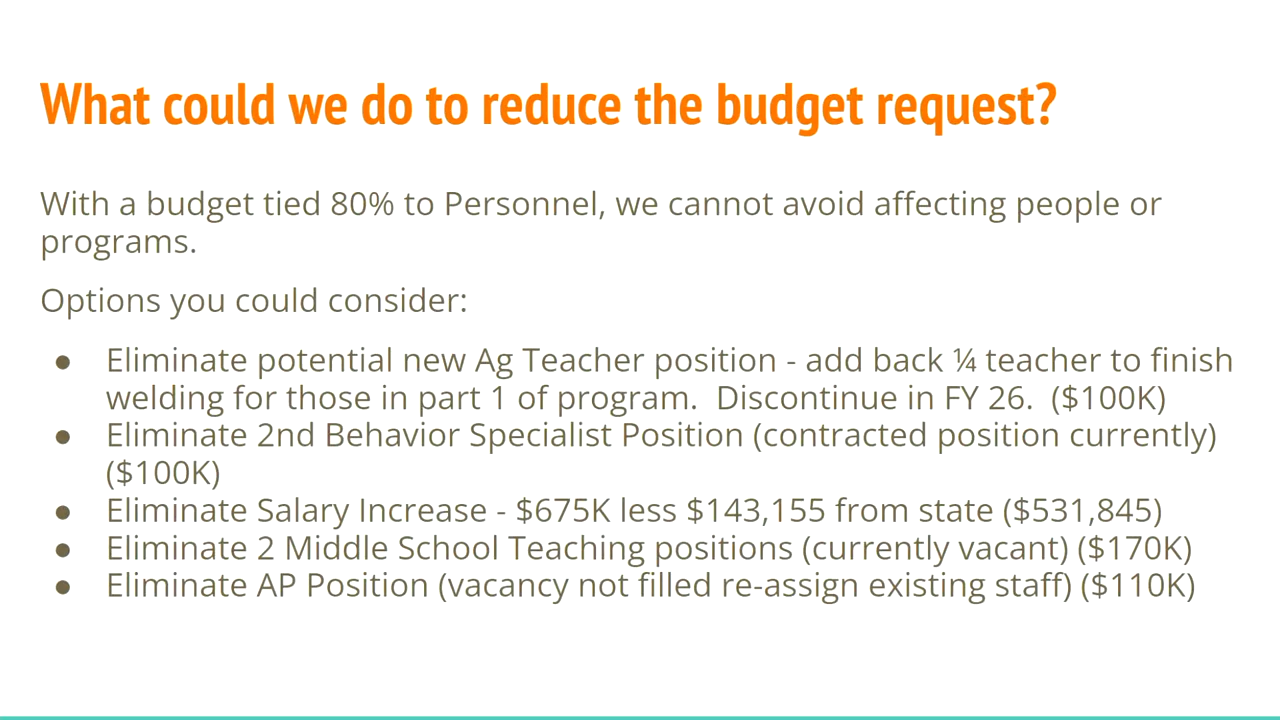 What could we do to reduce the budget request?
With a budget tied 80% to Personnel, we cannot avoid affecting people or
programs.
Options you could consider:
● Eliminate potential new Ag Teacher position - add back ¼ teacher to finish
welding for those in part 1 of program.  Discontinue in FY 26.  ($100K)
● Eliminate 2nd Behavior Specialist Position (contracted position currently)
($100K)
● Eliminate Salary Increase - $675K less $143,155 from state ($531,845)
● Eliminate 2 Middle School Teaching positions (currently vacant) ($170K)
● Eliminate AP Position (vacancy not filled re-assign existing staff) ($110K)